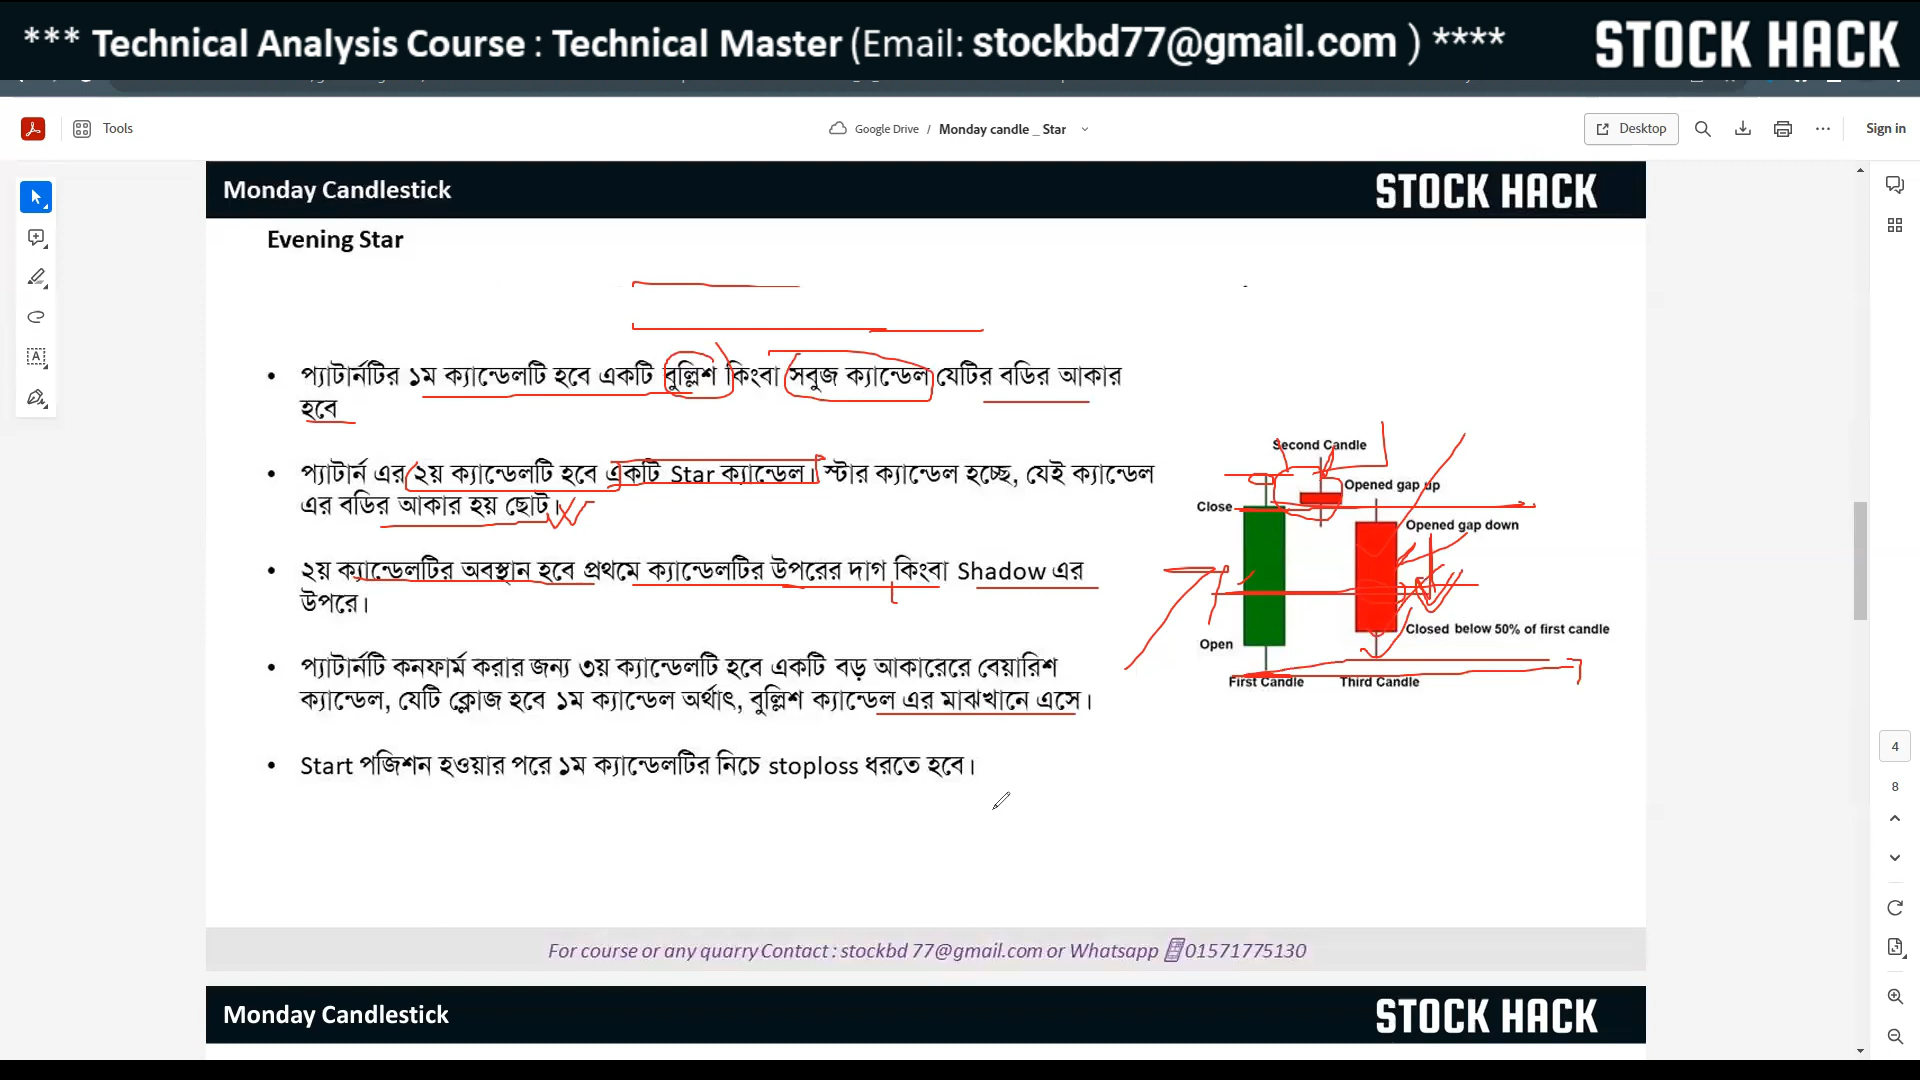 *** Technical Analysis Course : Technical Master (Email: stockbd77@gmail.com ) ****
STOCK HACK
Tools
Google Drive / Monday candle _ Star
Desktop
Sign in
Monday Candlestick
STOCK HACK
Evening Star
• প্যাটার্নটির ১ম ক্যান্ডেলটি হবে একটি বুল্লিশ কিংবা সবুজ ক্যান্ডেল যেটির বডির আকার
হবে
• প্যাটার্ন এর ২য় ক্যান্ডেলটি হবে একটি Star ক্যান্ডেল। স্টার ক্যান্ডেল হচ্ছে, যেই ক্যান্ডেল
এর বডির আকার হয় ছোট।
• ২য় ক্যান্ডেলটির অবস্থান হবে প্রথমে ক্যান্ডেলটির উপরের দাগ কিংবা Shadow এর
উপরে।
• প্যাটার্নটি কনফার্ম করার জন্য ৩য় ক্যান্ডেলটি হবে একটি বড় আকারেরে বেয়ারিশ
ক্যান্ডেল, যেটি ক্লোজ হবে ১ম ক্যান্ডেল অর্থাৎ, বুল্লিশ ক্যান্ডেল এর মাঝখানে এসে।
• Start পজিশন হওয়ার পরে ১ম ক্যান্ডেলটির নিচে stoploss ধরতে হবে।
Second Candle
Opened gap up
Close
Opened gap down
Closed below 50% of first candle
Open
First Candle
Third Candle
4
8
For course or any quarry Contact : stockbd 77@gmail.com or Whatsapp 01571775130
Monday Candlestick
STOCK HACK